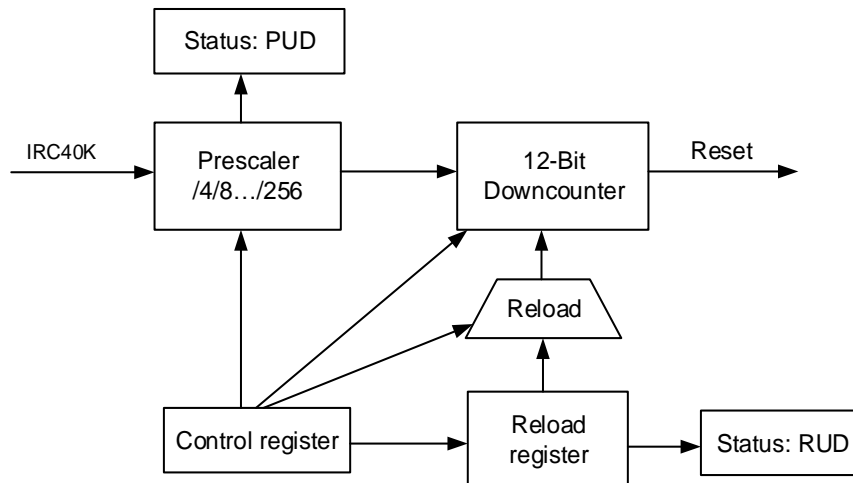 Status: PUD
IRC40K
Prescaler
/4/8…/256
12-Bit
Downcounter
Reset
Reload
Control register
Reload
register
Status: RUD